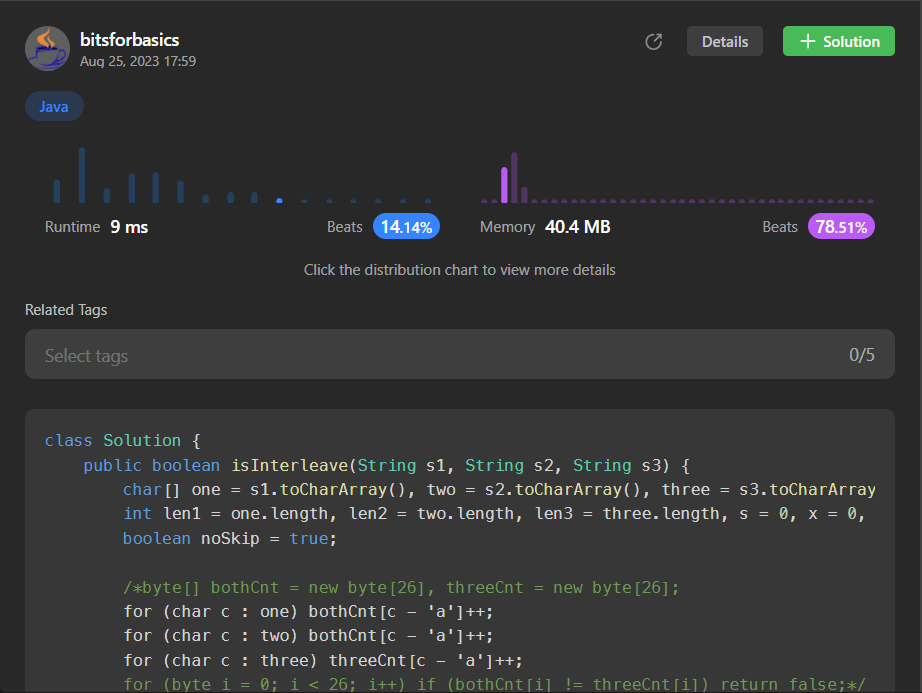 bitsforbasics
Aug 25, 2023 17:59
Details
+ Solution
Java
Runtime 9 ms Beats 14.14%
Memory 40.4 MB Beats 78.51%
Click the distribution chart to view more details
Related Tags
Select tags 0/5
class Solution {
    public boolean isInterleave(String s1, String s2, String s3) {
        char[] one = s1.toCharArray(), two = s2.toCharArray(), three = s3.toCharArray
        int len1 = one.length, len2 = two.length, len3 = three.length, s = 0, x = 0,
        boolean noSkip = true;
        /*byte[] bothCnt = new byte[26], threeCnt = new byte[26];
        for (char c : one) bothCnt[c - 'a']++;
        for (char c : two) bothCnt[c - 'a']++;
        for (char c : three) threeCnt[c - 'a']++;
        for (byte i = 0; i < 26; i++) if (bothCnt[i] != threeCnt[i]) return false;*/